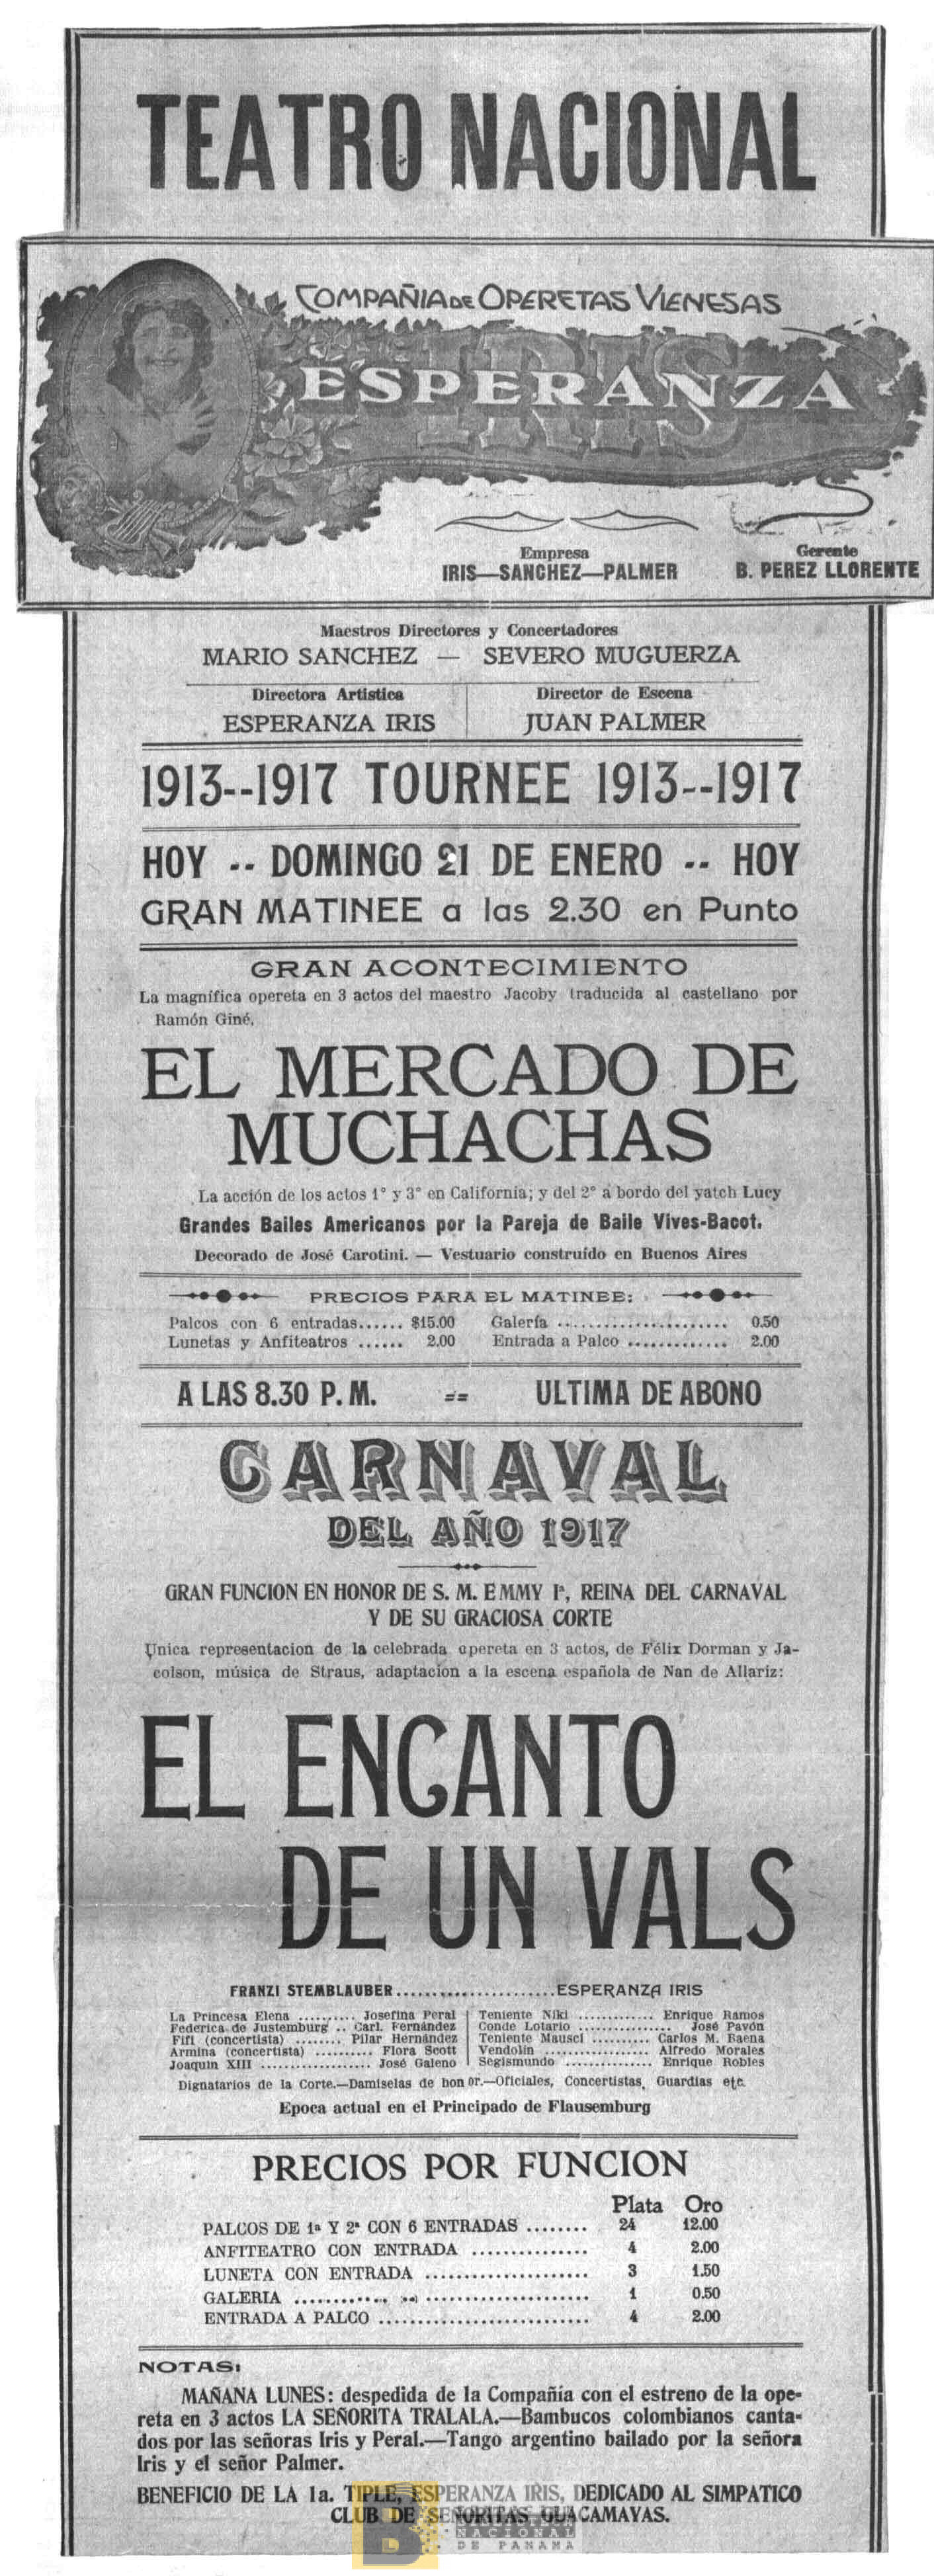 TEATRO NACIONAL
COMPAÑIA DE OPERETAS VIENESAS
ESPERANZA
IRIS
Empresa
IRIS—SANCHEZ—PALMER
Gerente
B. PEREZ LLORENTE
Maestros Directores y Concertadores
MARIO SANCHEZ — SEVERO MUGUERZA
Directora Artística
ESPERANZA IRIS
Director de Escena
JUAN PALMER
1913--1917 TOURNEE 1913--1917
HOY -- DOMINGO 21 DE ENERO -- HOY
GRAN MATINEE a las 2.30 en Punto
GRAN ACONTECIMIENTO
La magnífica opereta en 3 actos del maestro Jacoby traducida al castellano por
Ramón Giné.
EL MERCADO DE
MUCHACHAS
La acción de los actos 1° y 3° en California; y del 2° a bordo del yatch Lucy
Grandes Bailes Americanos por la Pareja de Baile Vives-Bacot.
Decorado de José Carotini. — Vestuario construído en Buenos Aires
PRECIOS PARA EL MATINEE:
Palcos con 6 entradas...... $15.00 Galería ........................ 0.50
Lunetas y Anfiteatros ...... 2.00 Entrada a Palco ............. 2.00
A LAS 8.30 P. M. == ULTIMA DE ABONO
CARNAVAL
DEL AÑO 1917
GRAN FUNCION EN HONOR DE S. M. EMMY Iª, REINA DEL CARNAVAL
Y DE SU GRACIOSA CORTE
Unica representacion de la celebrada opereta en 3 actos, de Félix Dorman y Ja-
colson, música de Straus, adaptacion a la escena española de Nan de Allariz:
EL ENCANTO
DE UN VALS
FRANZI STEMBLAUBER.......................ESPERANZA IRIS
La Princesa Elena .......... Josefina Peral
Federica de Justemburg .. Carl. Fernández
Fifi (concertista) ........ Pilar Hernández
Armina (concertista) .......... Flora Scott
Joaquin XIII ................... José Galeno
Teniente Niki ............. Enrique Ramos
Conde Lotario ................ José Pavón
Teniente Mausci .......... Carlos M. Baena
Vendolin .................. Alfredo Morales
Segismundo ............... Enrique Robles
Dignatarios de la Corte.—Damiselas de hon or.—Oficiales, Concertistas, Guardias etc.
Epoca actual en el Principado de Flausemburg
PRECIOS POR FUNCION
Plata Oro
PALCOS DE 1ª Y 2ª CON 6 ENTRADAS ........ 24 12.00
ANFITEATRO CON ENTRADA ............... 4 2.00
LUNETA CON ENTRADA ..................... 3 1.50
GALERIA ..................................... 1 0.50
ENTRADA A PALCO ........................... 4 2.00
NOTAS:
MAÑANA LUNES: despedida de la Compañía con el estreno de la ope-
reta en 3 actos LA SEÑORITA TRALALA.—Bambucos colombianos canta-
dos por las señoras Iris y Peral.—Tango argentino bailado por la señora
Iris y el señor Palmer.
BENEFICIO DE LA 1a. TIPLE, ESPERANZA IRIS, DEDICADO AL SIMPATICO
CLUB DE SEÑORITAS GUACAMAYAS.
B
BIBLIOTECA
NACIONAL
DE PANAMA